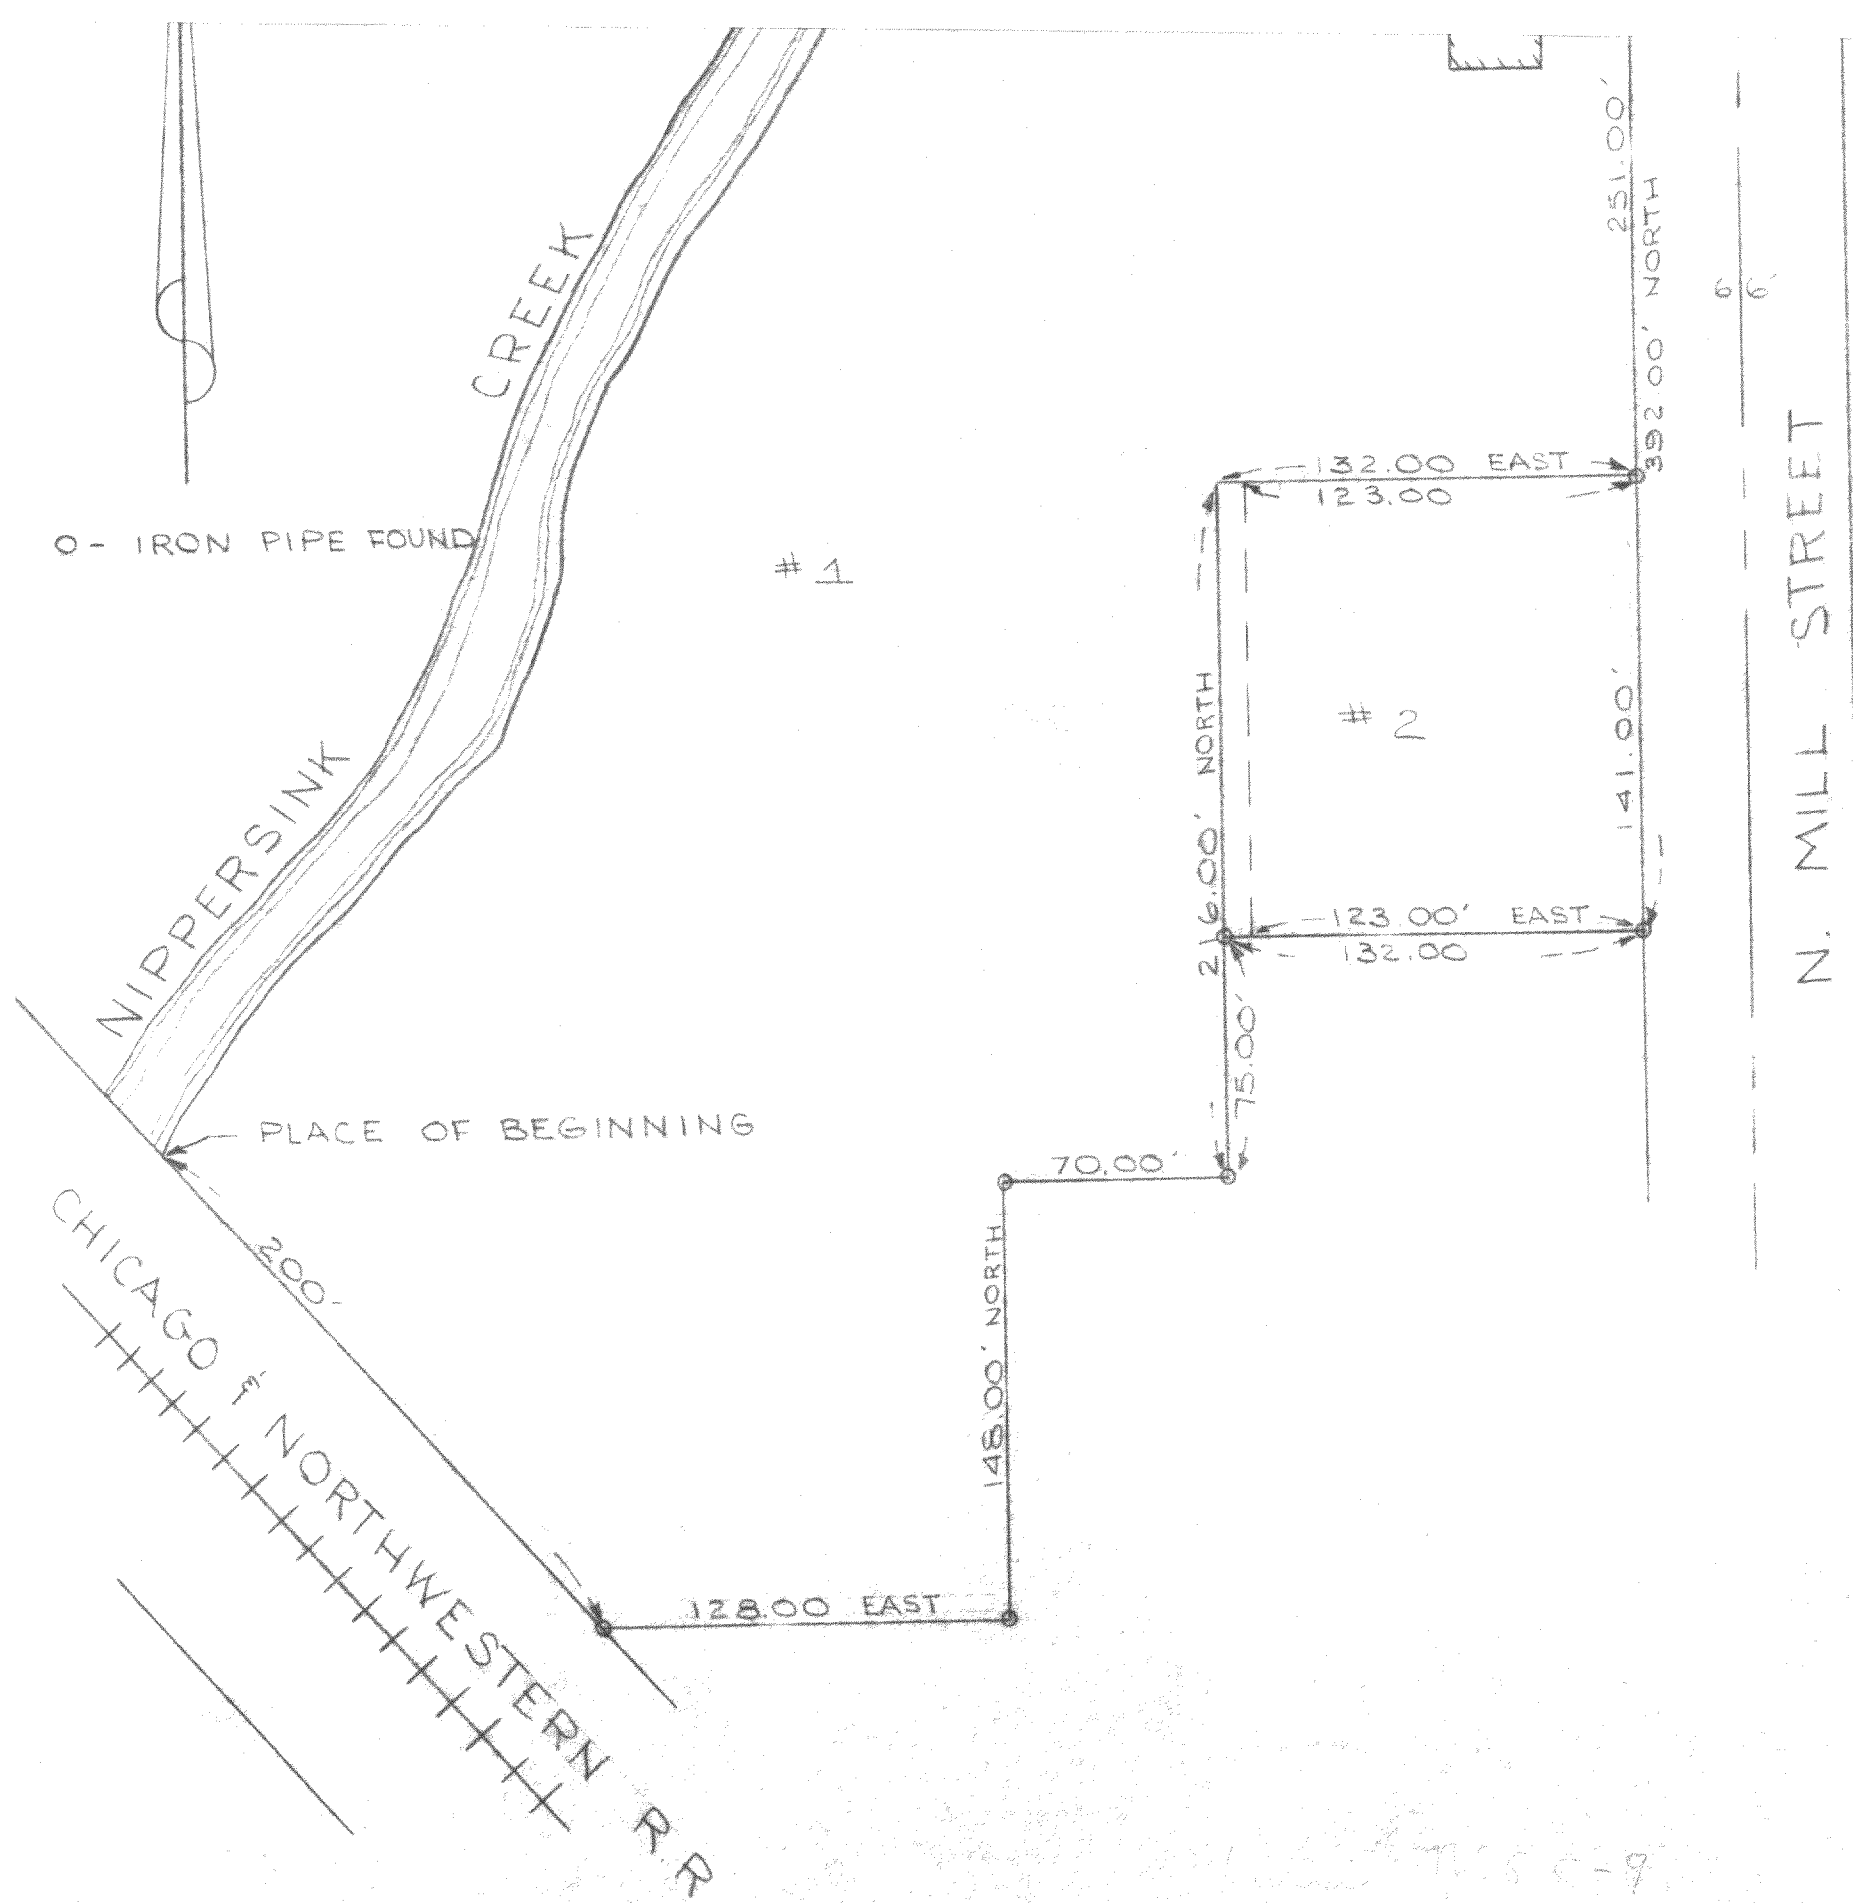 251.00'
392.00' NORTH
66'
CREEK
132.00 EAST
123.00
O - IRON PIPE FOUND
# 1
N. MILL STREET
# 2
141.00'
216.00' NORTH
NIPPERSINK
123.00' EAST
132.00
75.00'
PLACE OF BEGINNING
70.00'
200-
148.00' NORTH
CHICAGO & NORTHWESTERN R.R
128.00 EAST